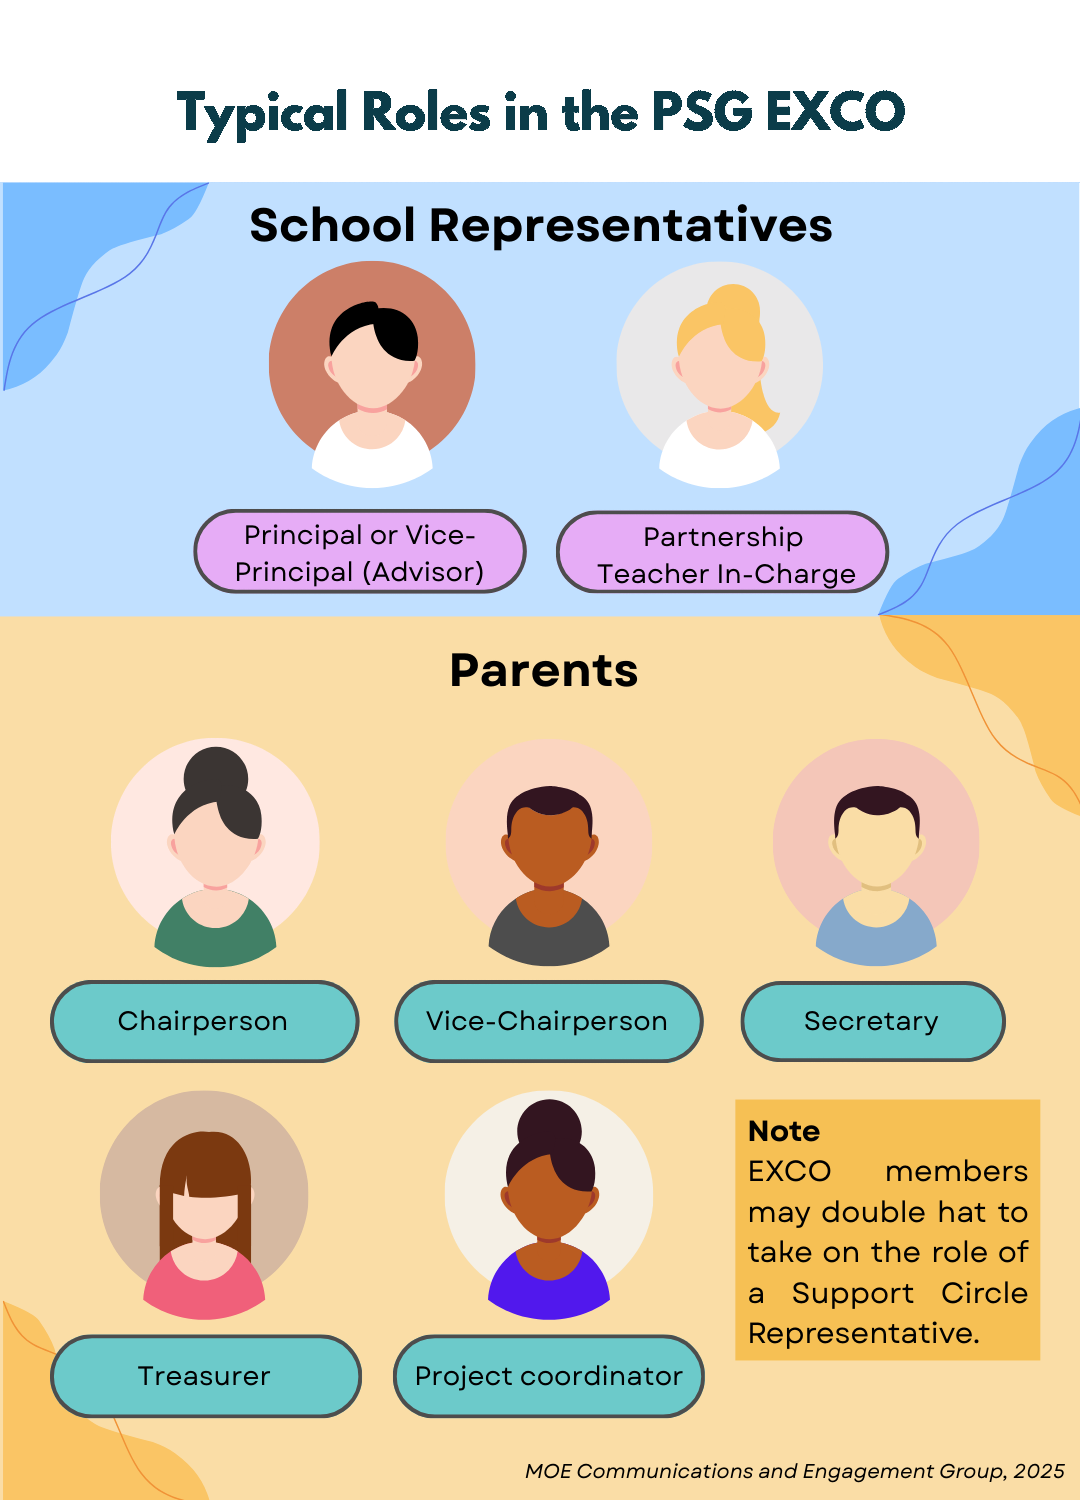 Typical Roles in the PSG EXCO
School Representatives
Principal or Vice-
Principal (Advisor)
Partnership
Teacher In-Charge
Parents
Chairperson
Vice-Chairperson
Secretary
Treasurer
Project coordinator
Note
EXCO members
may double hat to
take on the role of
a Support Circle
Representative.
MOE Communications and Engagement Group, 2025